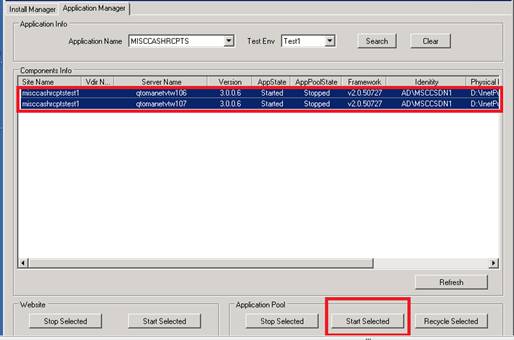 Install Manager Application Manager
Application Info
Application Name MISCCASHRCPTS Test Env Test1 Search Clear
Components Info
Site Name Vdir N... Server Name Version AppState AppPoolState Framework Idenitity Physical
misccashrcptstest1 qtomanetvtw106 3.0.0.6 Started Stopped v2.0.50727 AD\MSCCSDN1 D:\InetP
misccashrcptstest1 qtomanetvtw107 3.0.0.6 Started Stopped v2.0.50727 AD\MSCCSDN1 D:\InetP
Refresh
Website Application Pool
Stop Selected Start Selected Stop Selected Start Selected Recycle Selected